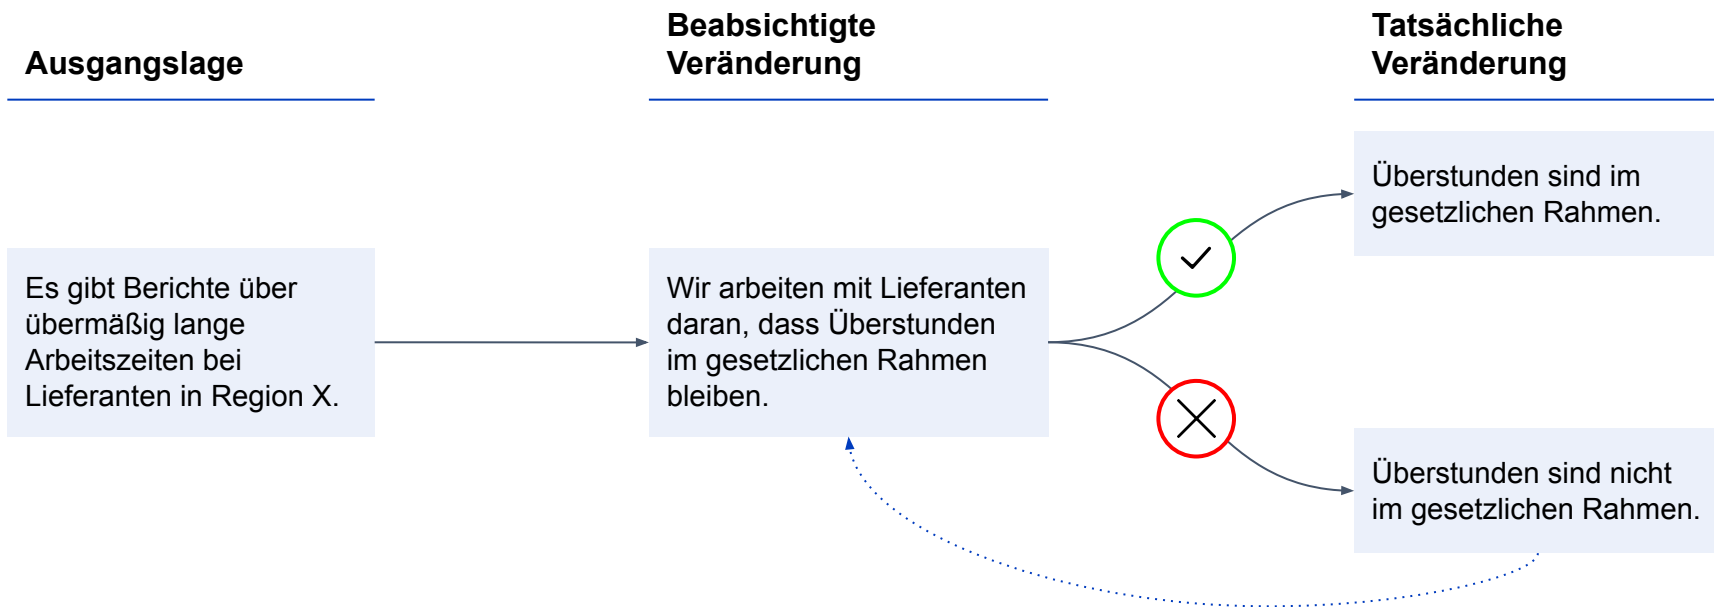 Ausgangslage
Beabsichtigte
Veränderung
Tatsächliche
Veränderung
Es gibt Berichte über
übermäßig lange
Arbeitszeiten bei
Lieferanten in Region X.
Wir arbeiten mit Lieferanten
daran, dass Überstunden
im gesetzlichen Rahmen
bleiben.
Überstunden sind im
gesetzlichen Rahmen.
Überstunden sind nicht
im gesetzlichen Rahmen.